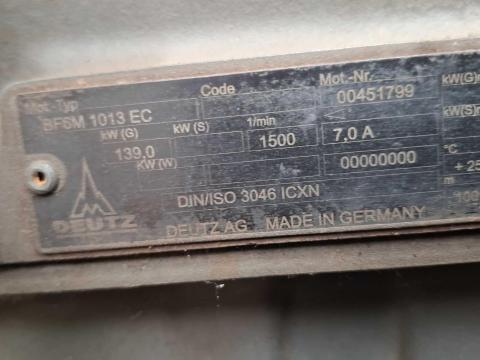 Mot.-Typ Code Mot.-Nr. kW(G)
BF6M 1013 EC 00451799
kW (G) kW (S) 1/min kW(S)
139,0 1500 7,0 A
KW (W) 00000000 °C
+ 25
DIN/ISO 3046 ICXN m
100
DEUTZ DEUTZ AG MADE IN GERMANY